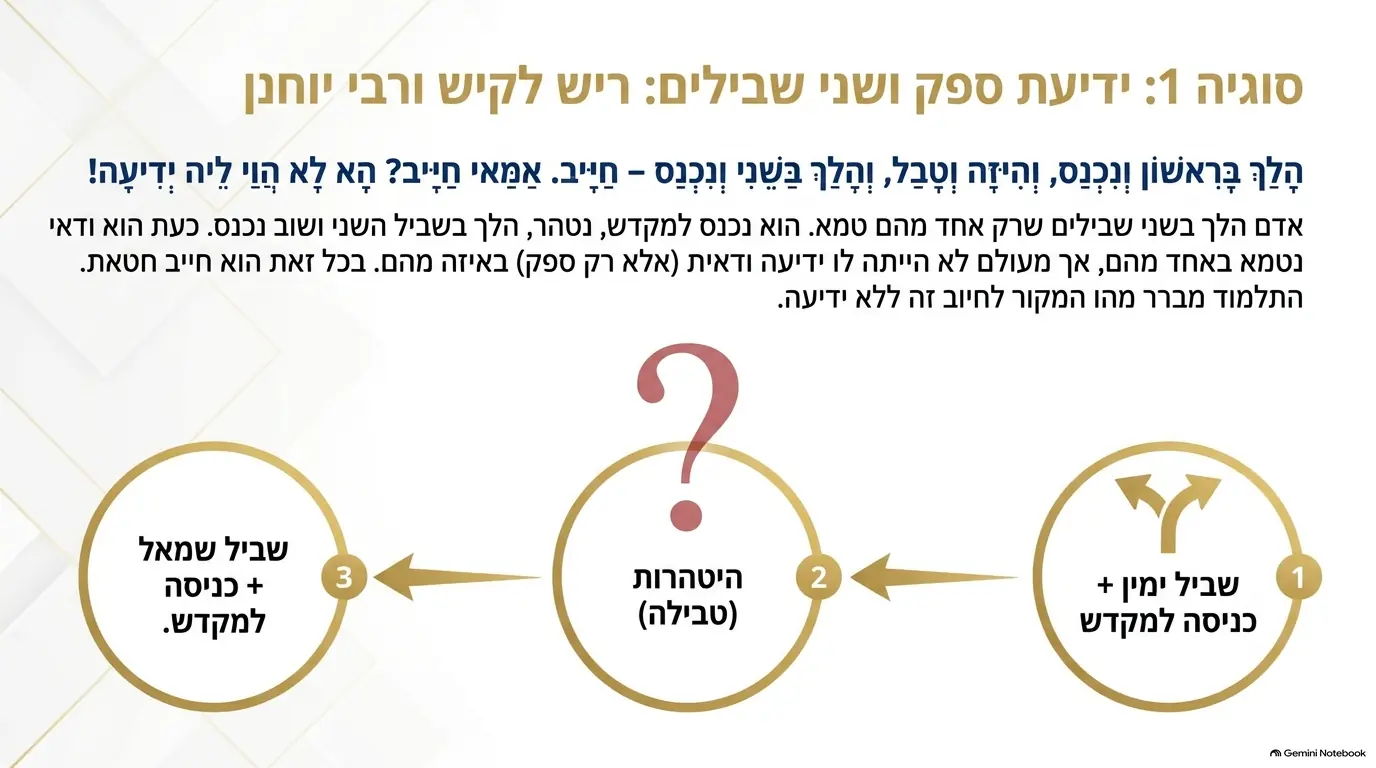 סוגיה 1: ידיעת ספק ושני שבילים: ריש לקיש ורבי יוחנן
הָלַךְ בָּרִאשׁוֹן וְנִכְנַס, וְהִיזָּה וְטָבַל, וְהָלַךְ בַּשֵּׁנִי וְנִכְנַס – חַיָּיב. אַמַּאי חַיָּיב? הָא לָא הֲוַי לֵיהּ יְדִיעָה!
אדם הלך בשני שבילים שרק אחד מהם טמא. הוא נכנס למקדש, נטהר, הלך בשביל השני ושוב נכנס. כעת הוא ודאי
נטמא באחד מהם, אך מעולם לא הייתה לו ידיעה ודאית (אלא רק ספק) באיזה מהם. בכל זאת הוא חייב חטאת.
התלמוד מברר מהו המקור לחיוב זה ללא ידיעה.
1
שביל ימין +
כניסה למקדש
?
2
היטהרות
(טבילה)
3
שביל שמאל
+ כניסה
למקדש.
Gemini Notebook